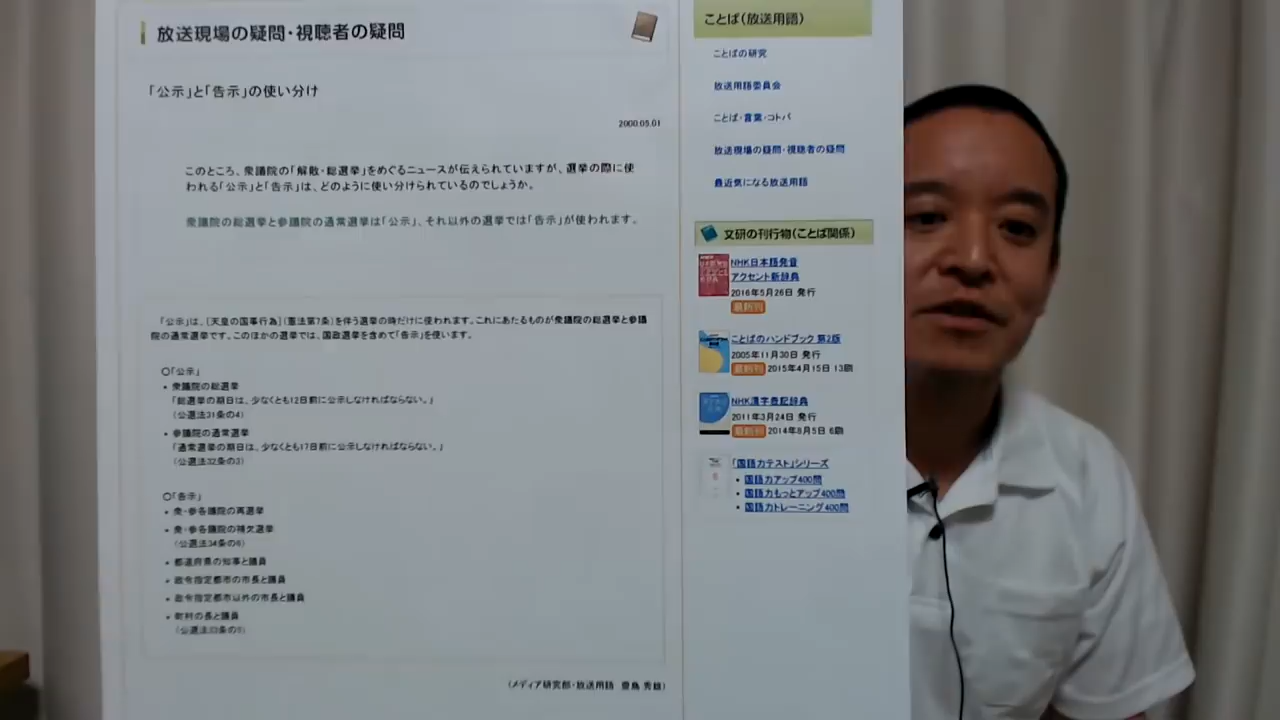 放送現場の疑問・視聴者の疑問
「公示」と「告示」の使い分け
2000.05.01
このところ、衆議院の「解散・総選挙」をめぐるニュースが伝えられていますが、選挙の際に使
われる「公示」と「告示」は、どのように使い分けられているのでしょうか。
衆議院の総選挙と参議院の通常選挙は「公示」、それ以外の選挙では「告示」が使われます。
「公示」は、[天皇の国事行為](憲法第7条)を伴う選挙の時だけに使われます。これにあたるものが衆議院の総選挙と参議
院の通常選挙です。このほかの選挙では、国政選挙を含めて「告示」を使います。
○「公示」
・衆議院の総選挙
「総選挙の期日は、少なくとも12日前に公示しなければならない。」
(公選法31条の4)
・参議院の通常選挙
「通常選挙の期日は、少なくとも17日前に公示しなければならない。」
(公選法32条の3)
○「告示」
・衆・参各議院の再選挙
・衆・参各議院の補欠選挙
(公選法34条の6)
・都道府県の知事と議員
・政令指定都市の市長と議員
・政令指定都市以外の市長と議員
・町村の長と議員
(公選法33条の5)
(メディア研究部・放送用語 豊島 秀雄)
ことば(放送用語)
ことばの研究
放送用語委員会
ことば・言葉・コトバ
放送現場の疑問・視聴者の疑問
最近気になる放送用語
文研の刊行物(ことば関係)
NHK日本語発音
アクセント新辞典
2016年5月26日 発行
最新刊
ことばのハンドブック 第2版
2005年11月30日 発行
最新刊 2015年4月15日 13刷
NHK漢字表記辞典
2011年3月24日 発行
最新刊 2014年8月5日 6刷
「国語力テスト」シリーズ
・国語力アップ400問
・国語力もっとアップ400問
・国語力トレーニング400問